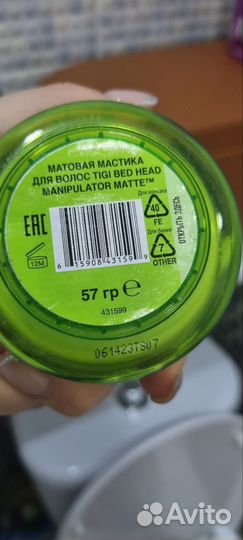 МАТОВАЯ МАСТИКА
ДЛЯ ВОЛОС TIGI BED HEAD
MANIPULATOR MATTE™
Для колпачка
40
FE
Для банки
7
OTHER
ОТКРЫТЬ ЗДЕСЬ
EAC
12M
6 15908 43159 9
57 гр e
431599
061423TS07
Avito